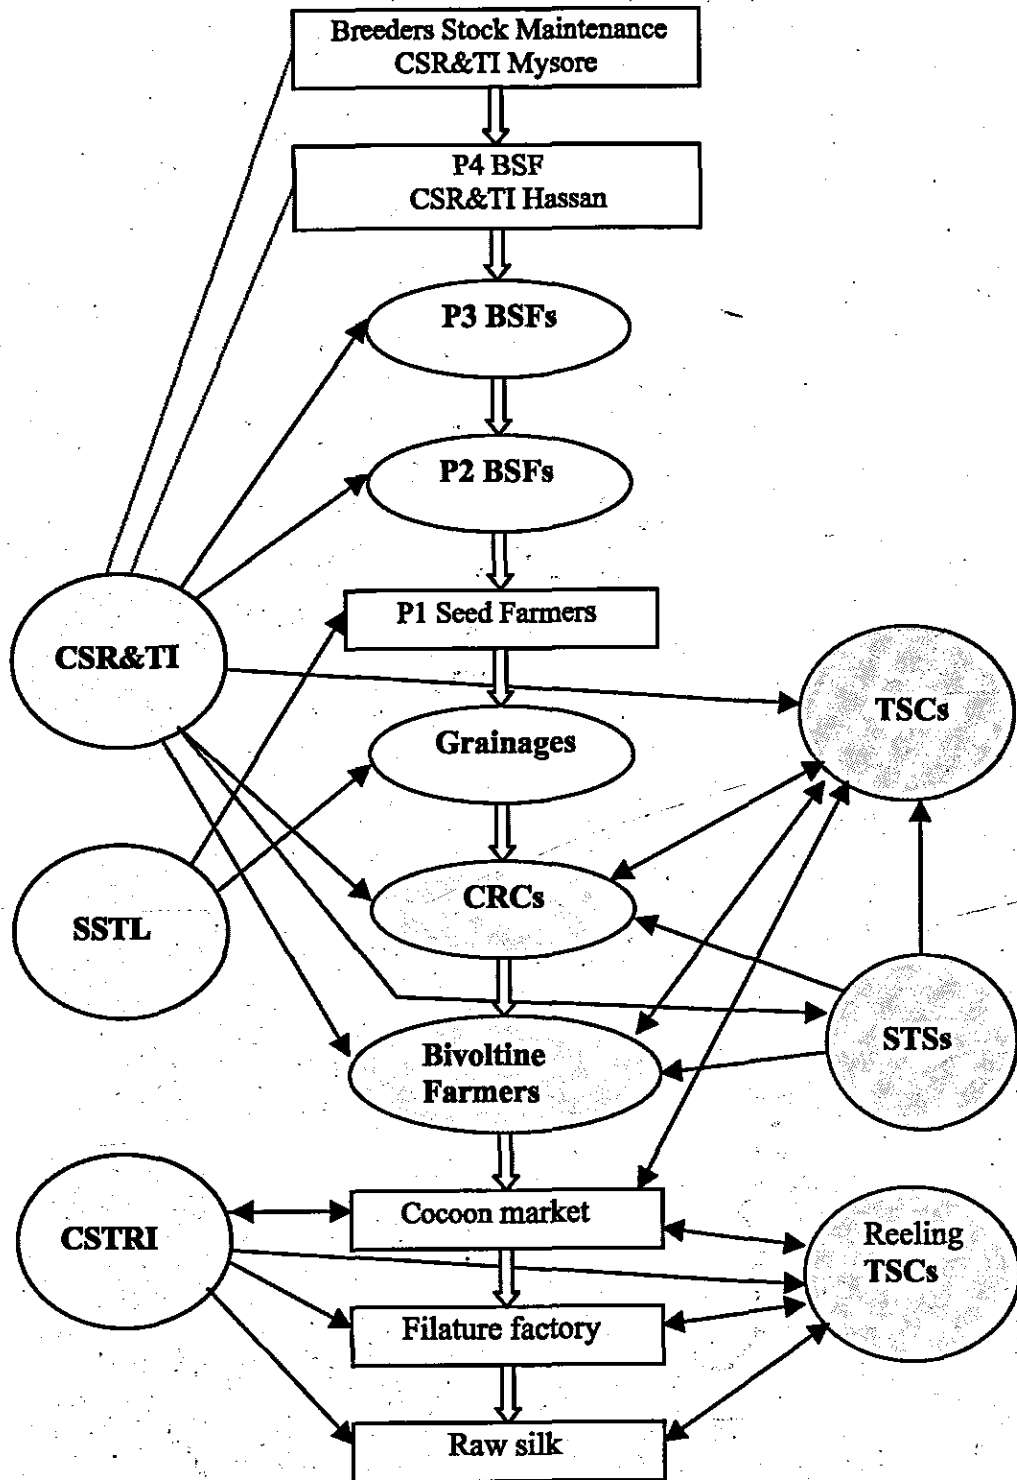 Breeders Stock Maintenance
CSR&TI Mysore
P4 BSF
CSR&TI Hassan
P3 BSFs
P2 BSFs
P1 Seed Farmers
CSR&TI
TSCs
Grainages
CRCs
SSTL
STSs
Bivoltine
Farmers
Cocoon market
CSTRI
Reeling
TSCs
Filature factory
Raw silk